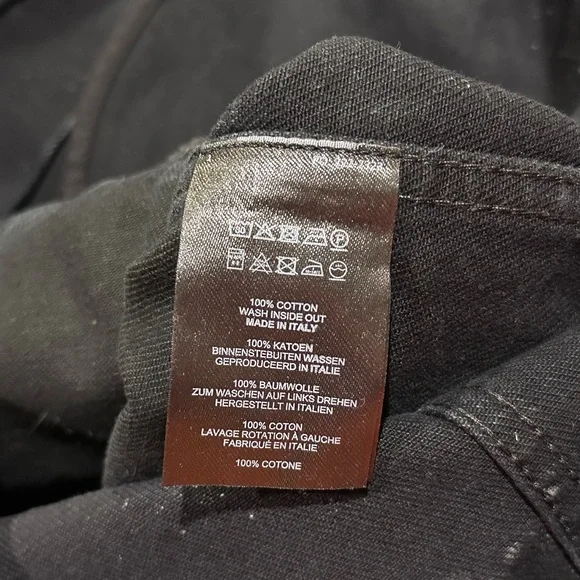 30
F
100% COTTON
WASH INSIDE OUT
MADE IN ITALY
100% KATOEN
BINNENSTEBUITEN WASSEN
GEPRODUCEERD IN ITALIE
100% BAUMWOLLE
ZUM WASCHEN AUF LINKS DREHEN
HERGESTELLT IN ITALIEN
100% COTON
LAVAGE ROTATION À GAUCHE
FABRIQUÉ EN ITALIE
100% COTONE